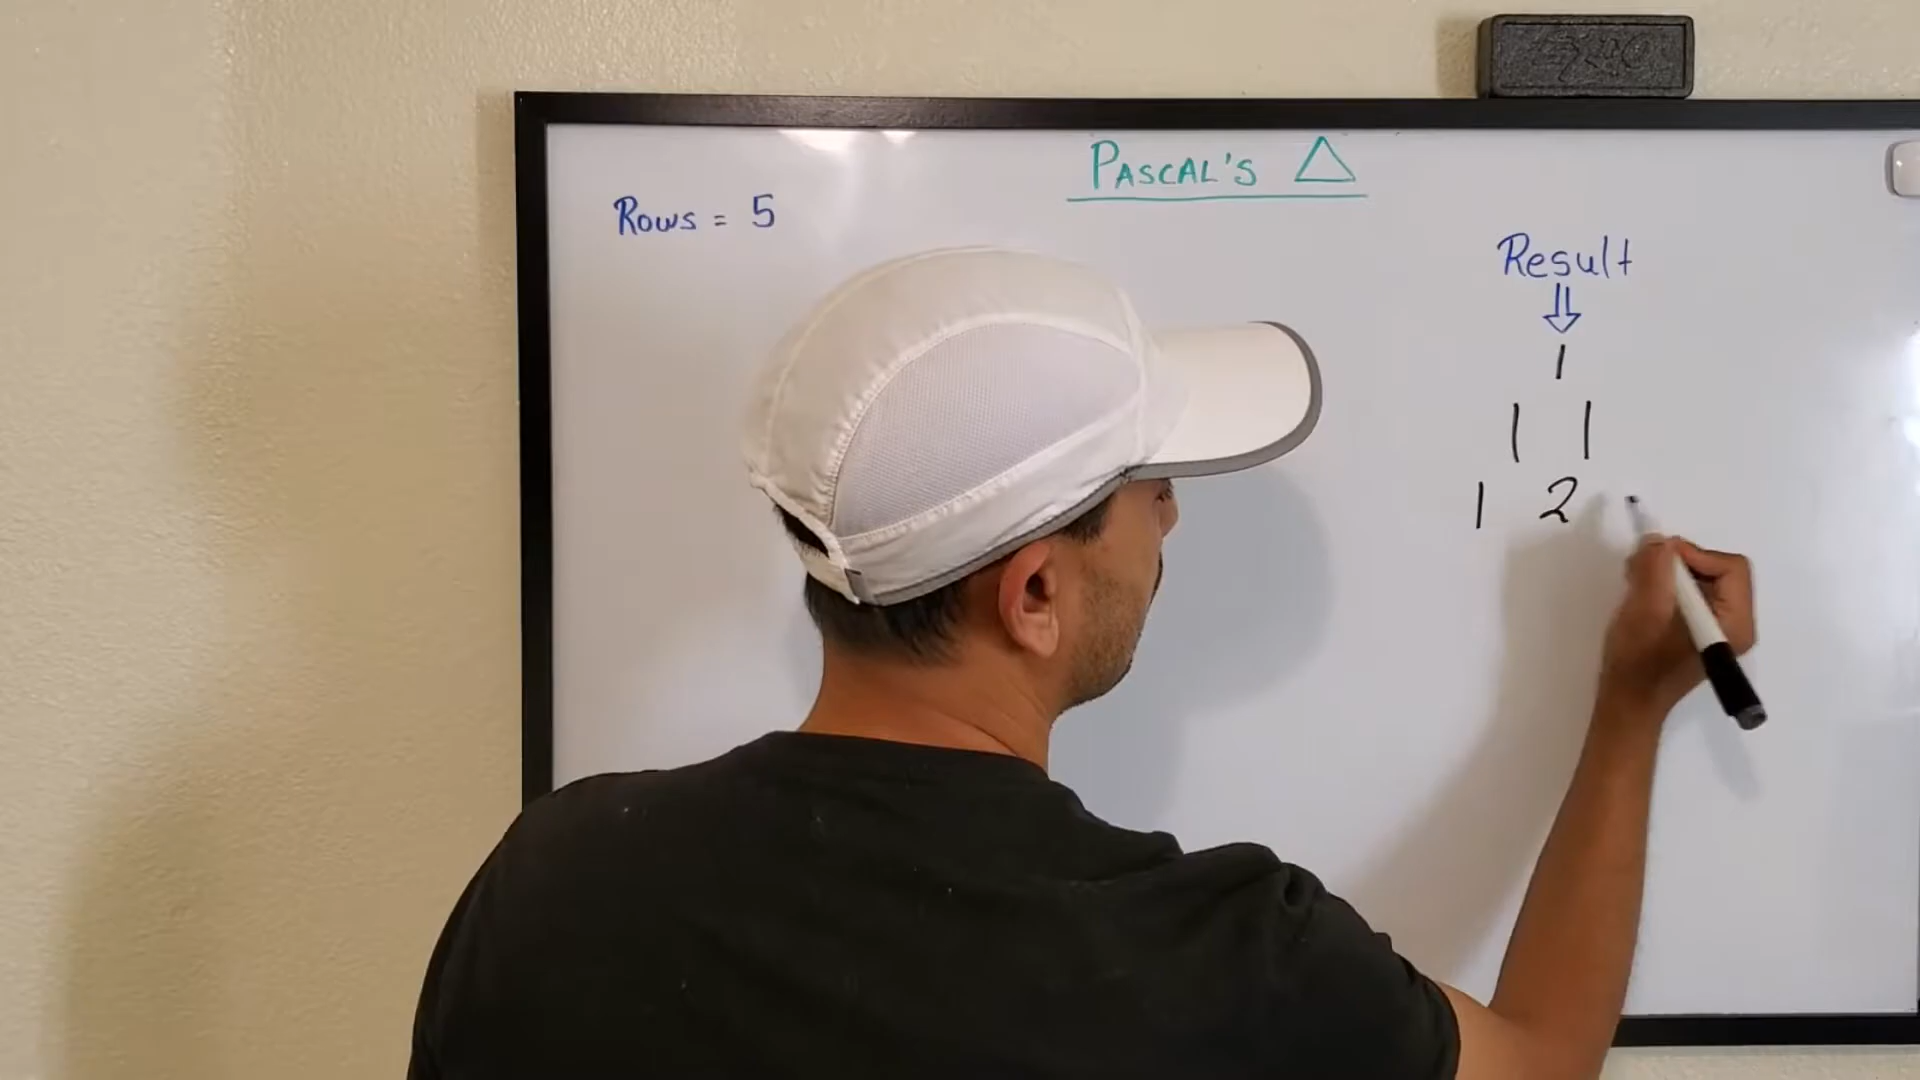 PASCAL'S △
Rows = 5
Result
⇓
1
1 1
1 2